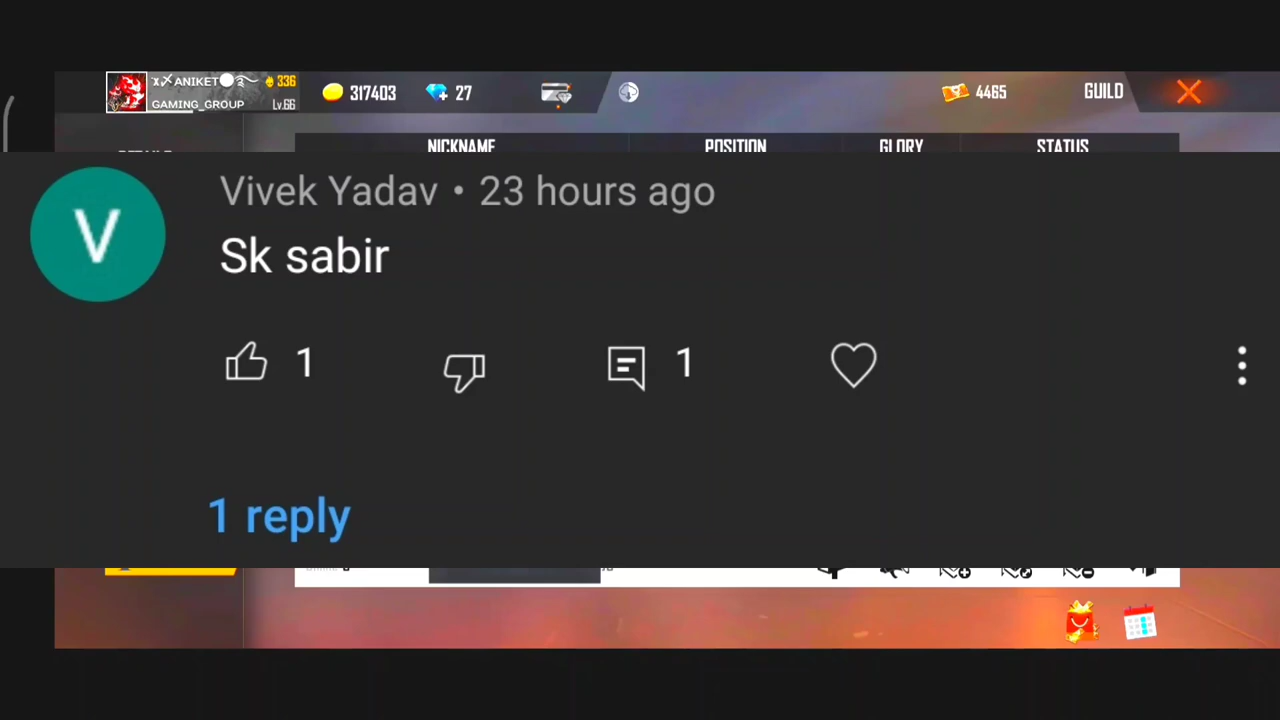 ANIKET
336
317403
27
4465
GUILD
GAMING_GROUP
Lv.66
NICKNAME
POSITION
GLORY
STATUS
Vivek Yadav • 23 hours ago
V
Sk sabir
1
1
1 reply